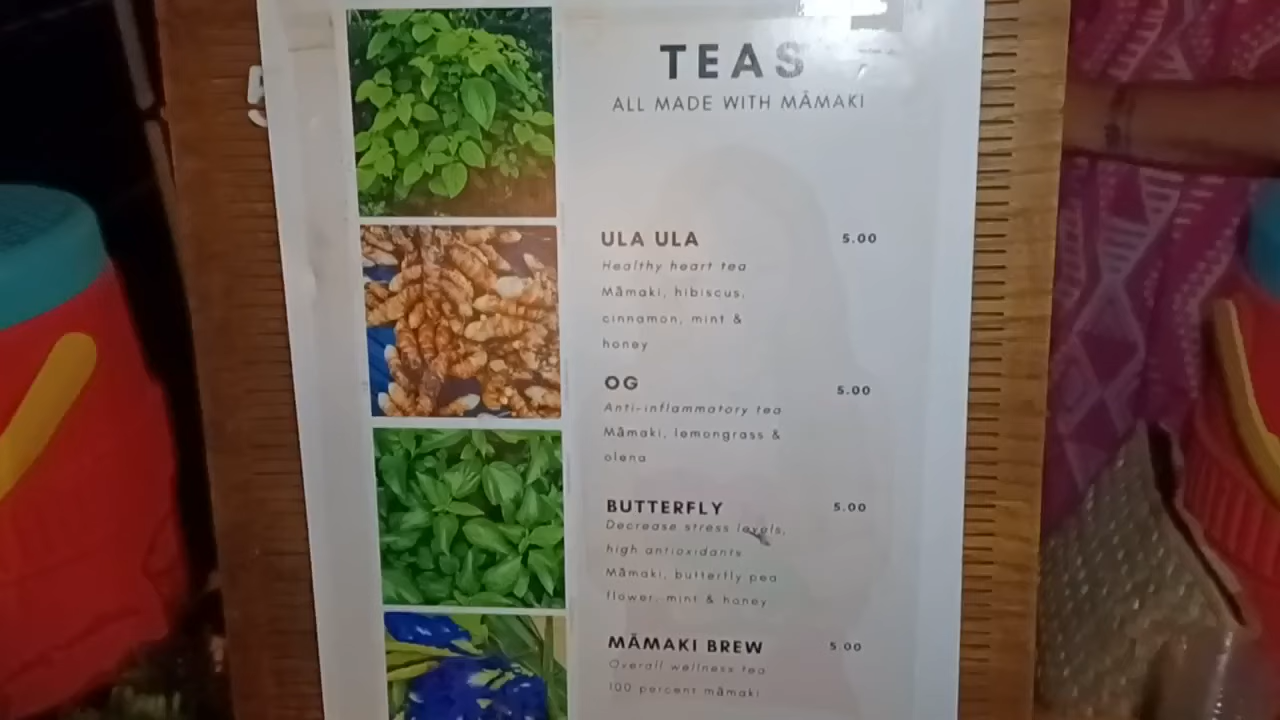 TEAS
ALL MADE WITH MĀMAKI
ULA ULA 5.00
Healthy heart tea
Māmaki, hibiscus,
cinnamon, mint &
honey
OG 5.00
Anti-inflammatory tea
Māmaki, lemongrass &
olena
BUTTERFLY 5.00
Decrease stress levels,
high antioxidants
Māmaki, butterfly pea
flower, mint & honey
MĀMAKI BREW 5.00
Overall wellness tea
100 percent māmaki